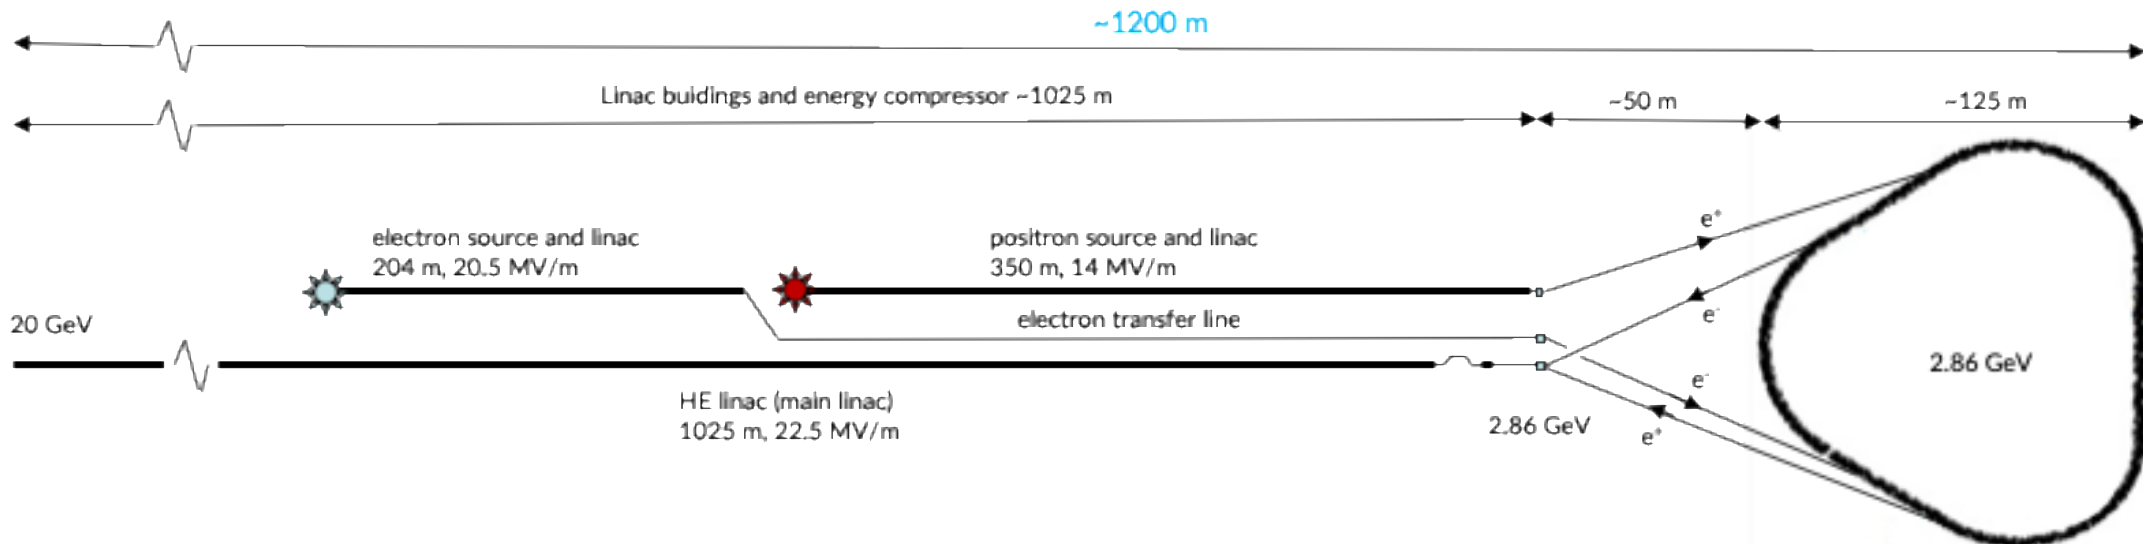 ~1200 m
Linac buidings and energy compressor ~1025 m
~50 m
~125 m
e⁺
electron source and linac
204 m, 20.5 MV/m
positron source and linac
350 m, 14 MV/m
e⁻
20 GeV
electron transfer line
2.86 GeV
e⁻
HE linac (main linac)
1025 m, 22.5 MV/m
2.86 GeV
e⁺